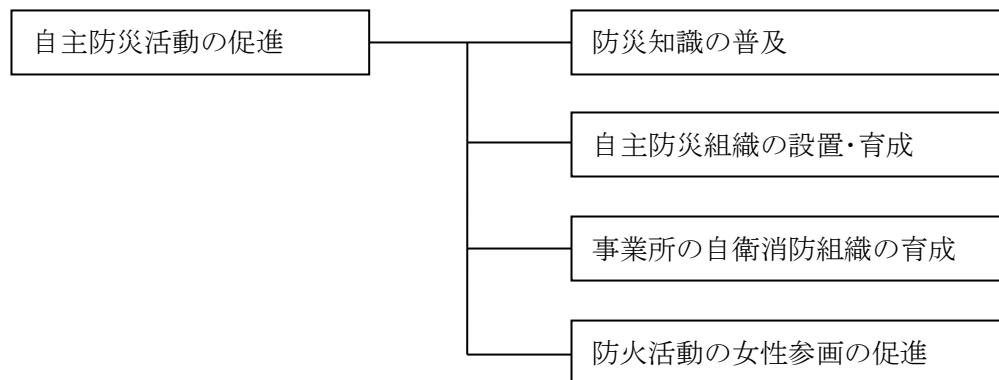 自主防災活動の促進
防災知識の普及
自主防災組織の設置・育成
事業所の自衛消防組織の育成
防火活動の女性参画の促進